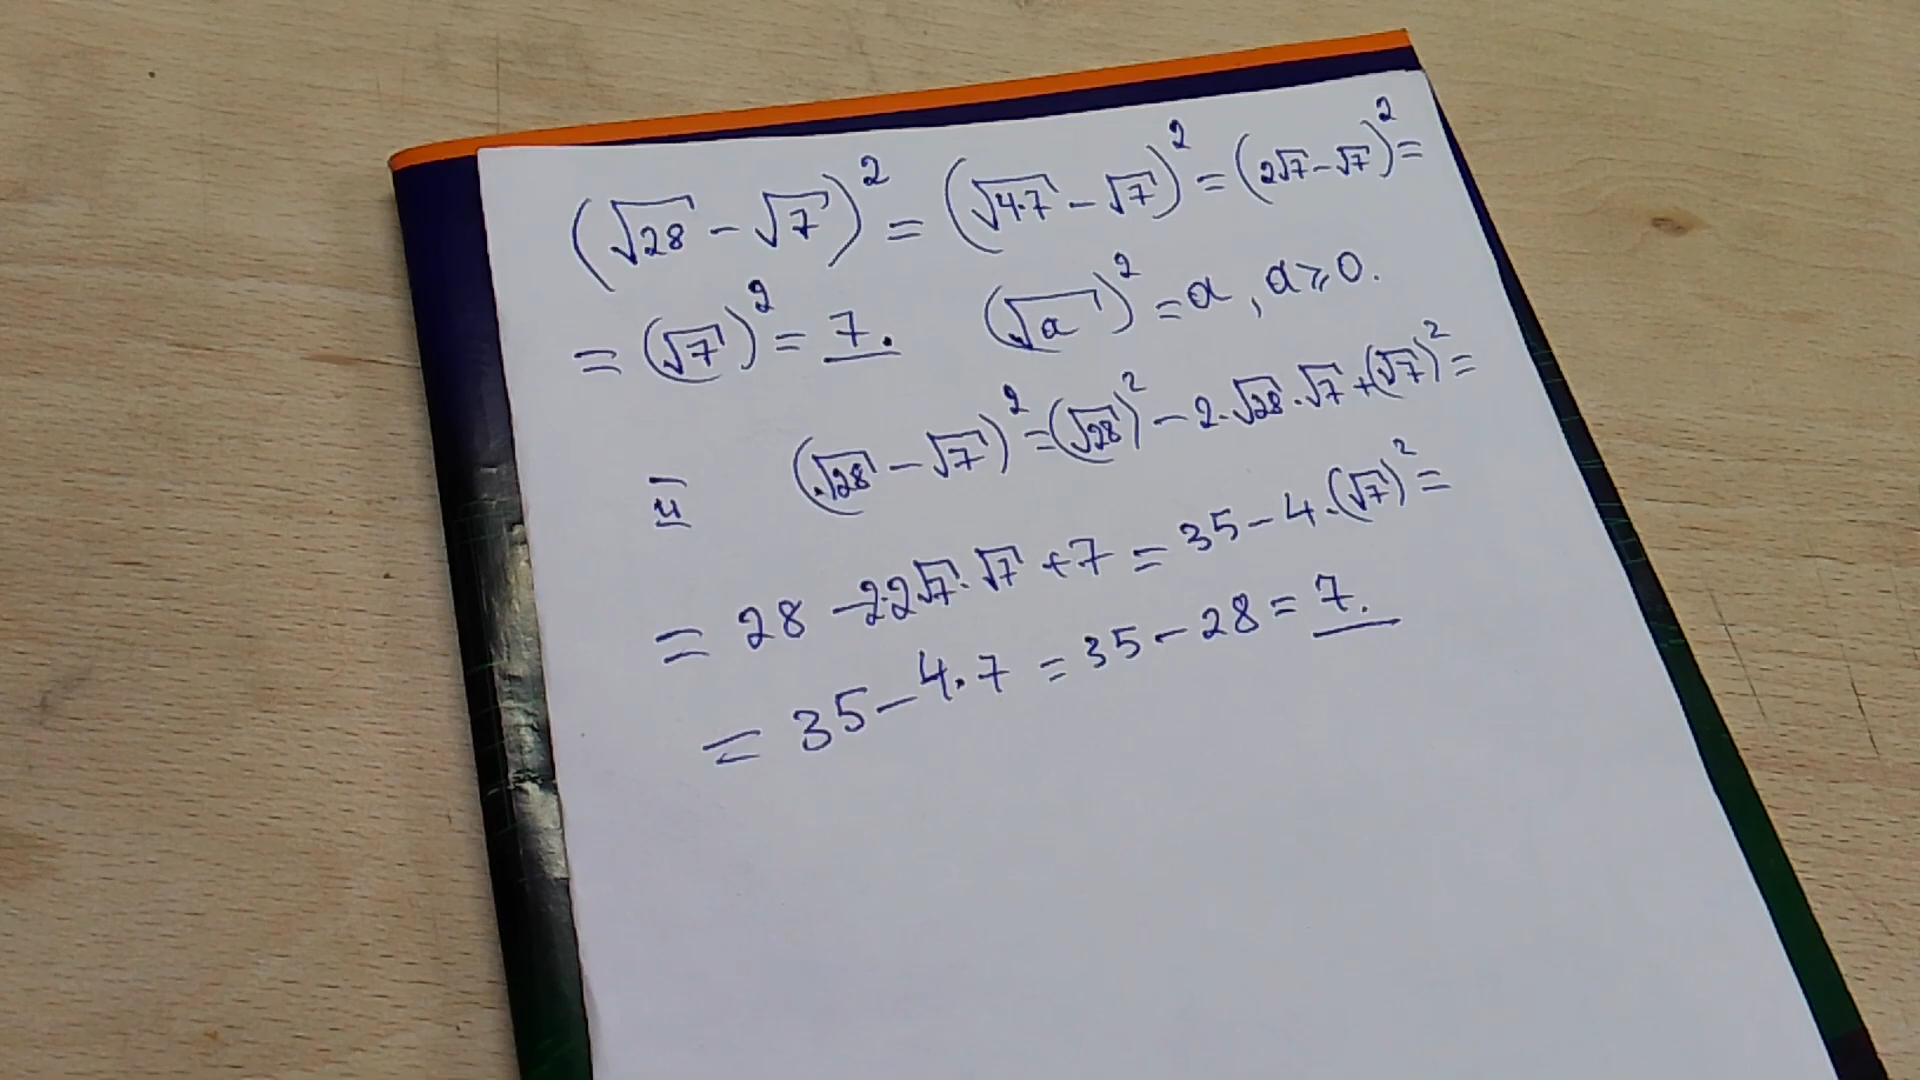 (√28 - √7)² = (√4·7 - √7)² = (2√7 - √7)² =
= (√7)² = 7. (√a)² = a, a ⩾ 0.
(√28 - √7)² = (√28)² - 2·√28·√7 + (√7)² =
= 28 - 2·2√7·√7 + 7 = 35 - 4·(√7)² =
= 35 - 4·7 = 35 - 28 = 7.